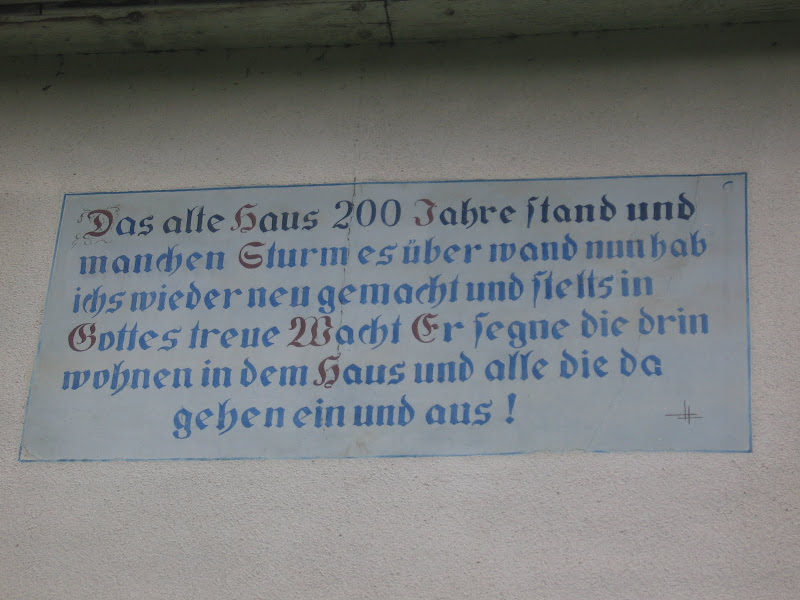 Das alte Haus 200 Jahre stand und
manchen Sturm es über wand nun hab
ichs wieder neu gemacht und stells in
Gottes treue Wacht Er segne die drin
wohnen in dem Haus und alle die da
gehen ein und aus !